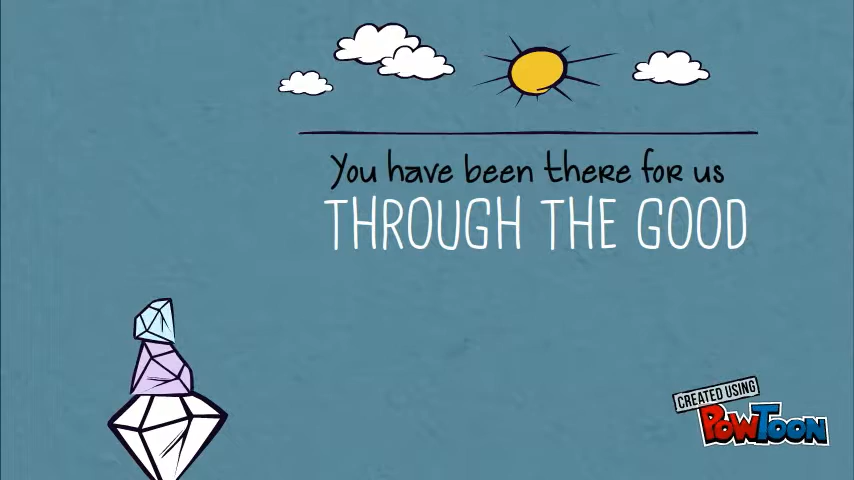 You have been there for us
THROUGH THE GOOD
CREATED USING
POWTOON